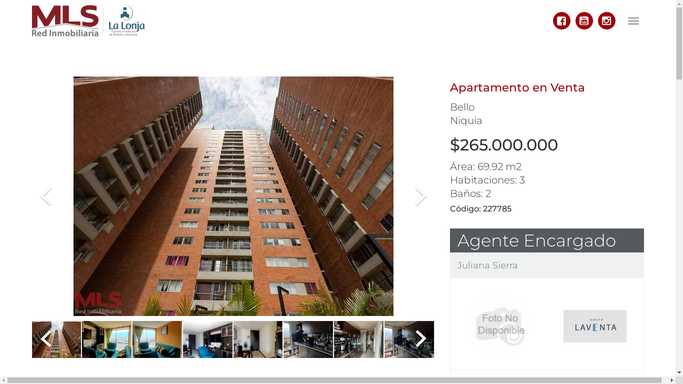 MLS
Red Inmobiliaria
La Lonja
Apartamento en Venta
Bello
Niquia
$265.000.000
Área: 69,92 m2
Habitaciones: 3
Baños: 2
Código: 227785
MLS
Red Inmobiliaria
Agente Encargado
Juliana Sierra
Foto No
Disponible
LAVENTA